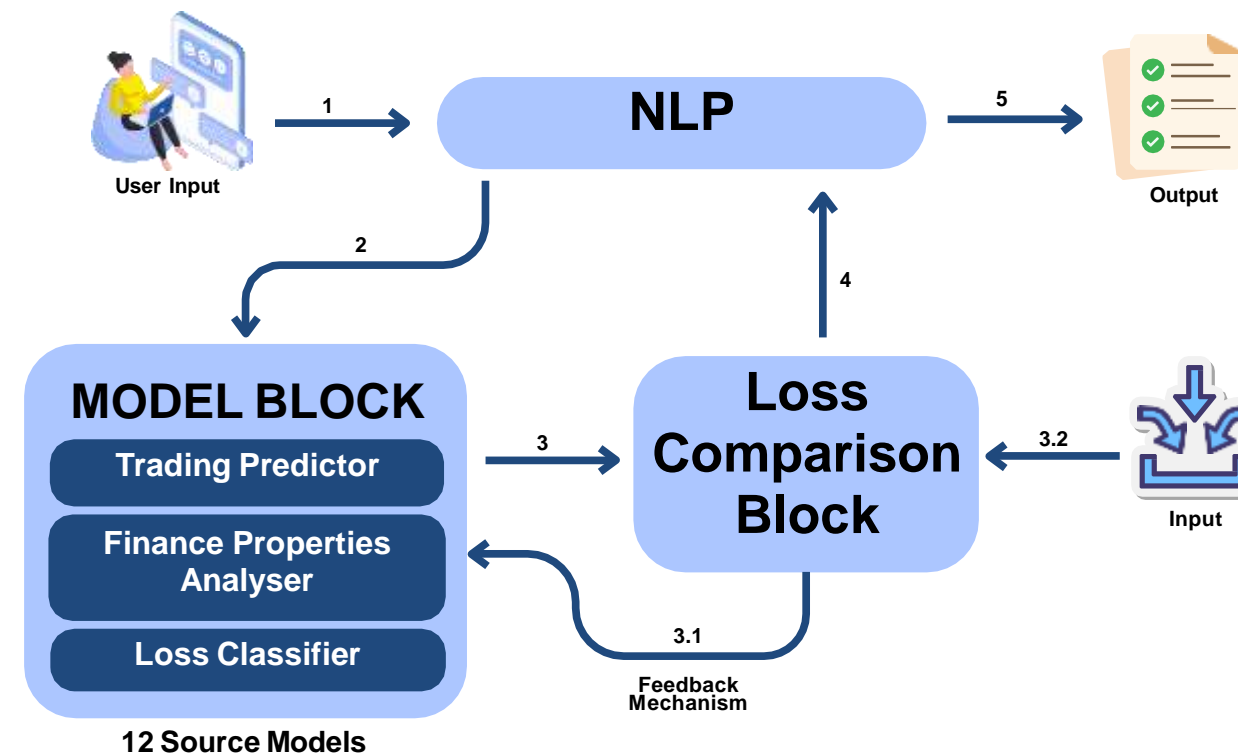 1
NLP
5
User Input
Output
2
4
MODEL BLOCK
Trading Predictor
Finance Properties
Analyser
Loss Classifier
12 Source Models
3
Loss
Comparison
Block
3.2
Input
3.1
Feedback
Mechanism